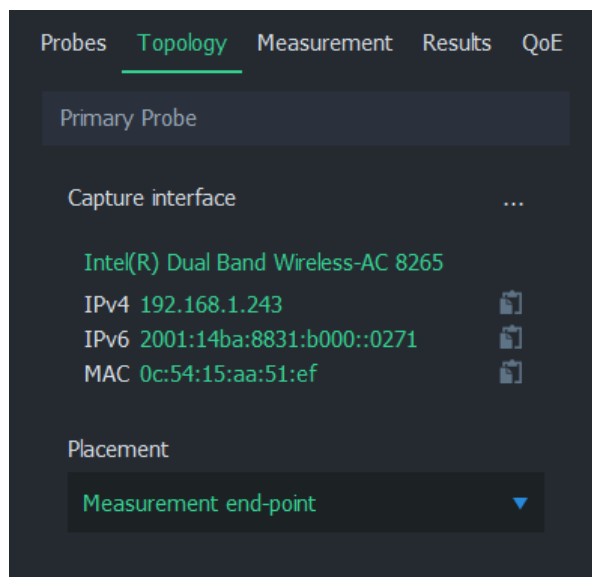 Probes Topology Measurement Results QoE
Primary Probe
Capture interface ...
Intel(R) Dual Band Wireless-AC 8265
IPv4 192.168.1.243
IPv6 2001:14ba:8831:b000::0271
MAC 0c:54:15:aa:51:ef
Placement
Measurement end-point